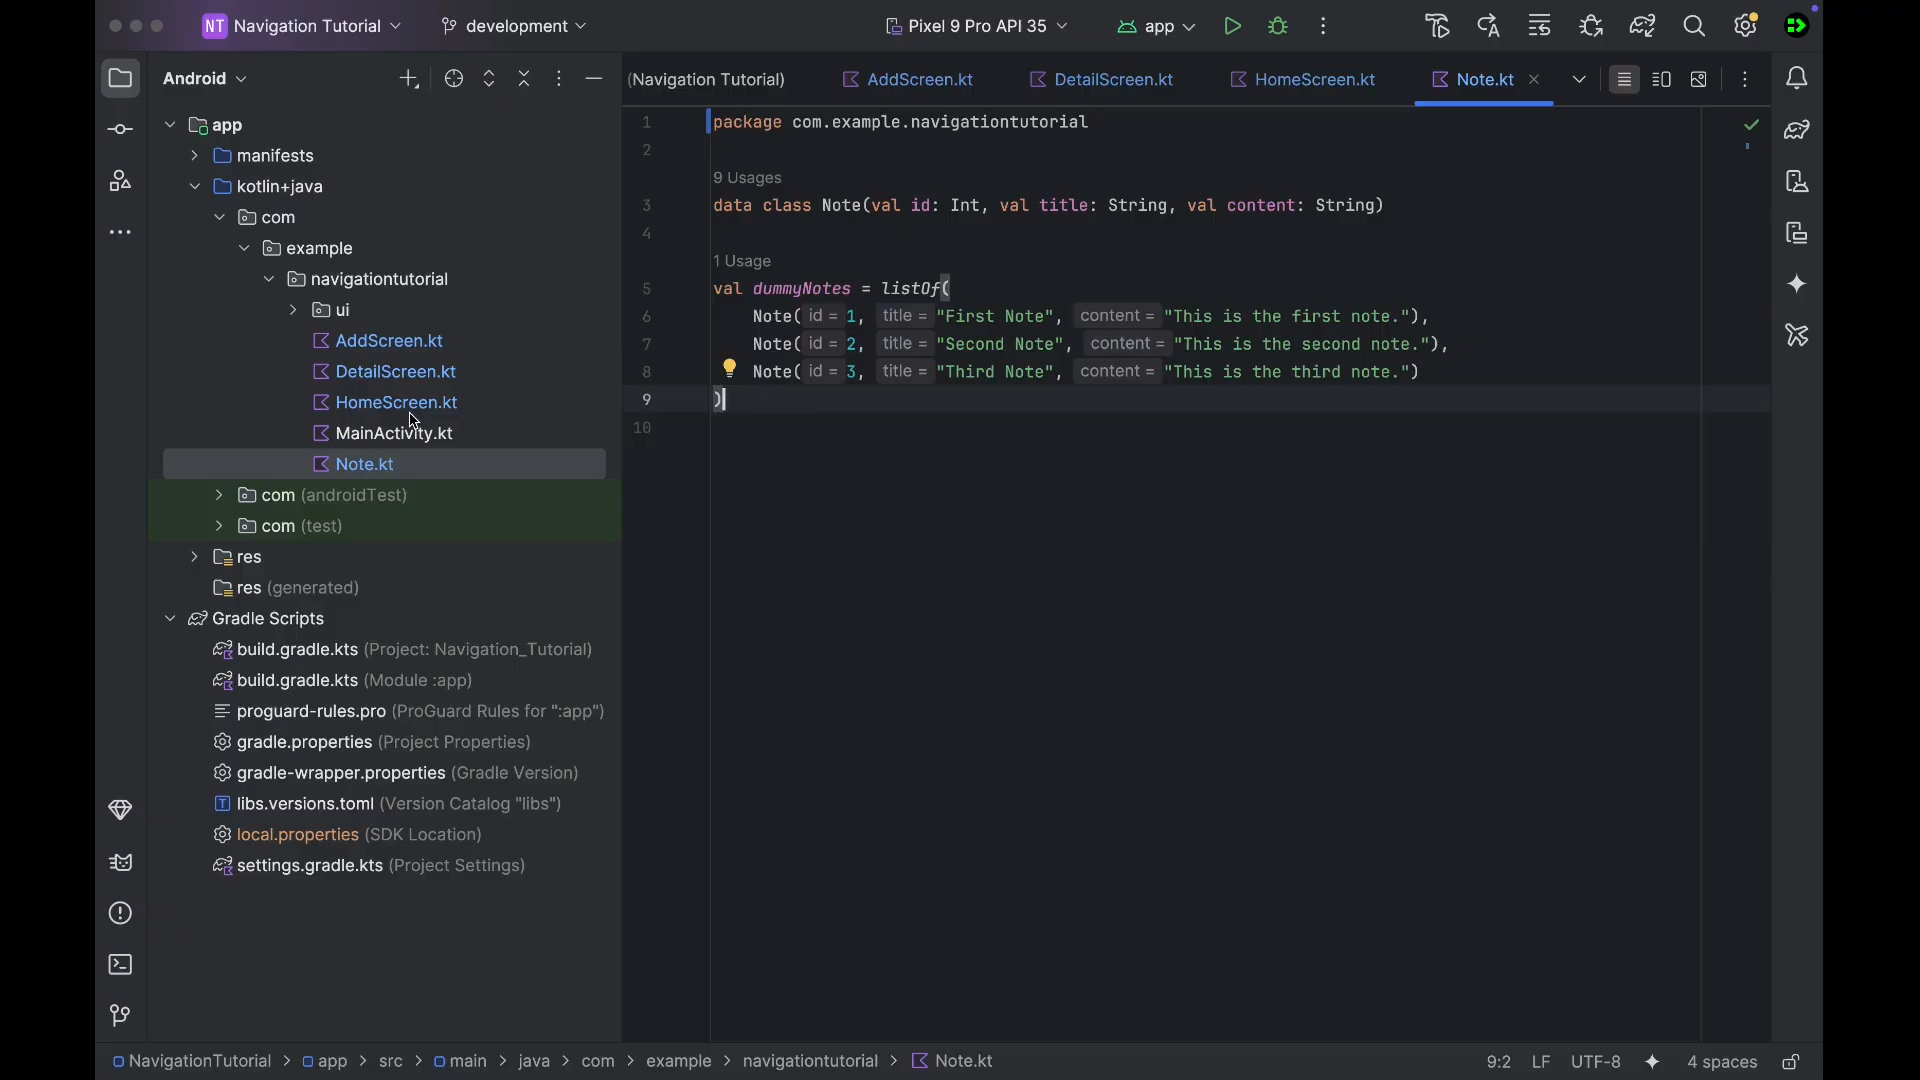 NT Navigation Tutorial
development
Pixel 9 Pro API 35
app
Android
(Navigation Tutorial)
AddScreen.kt
DetailScreen.kt
HomeScreen.kt
Note.kt
app
manifests
kotlin+java
com
example
navigationtutorial
ui
AddScreen.kt
DetailScreen.kt
HomeScreen.kt
MainActivity.kt
Note.kt
com (androidTest)
com (test)
res
res (generated)
Gradle Scripts
build.gradle.kts (Project: Navigation_Tutorial)
build.gradle.kts (Module :app)
proguard-rules.pro (ProGuard Rules for ":app")
gradle.properties (Project Properties)
gradle-wrapper.properties (Gradle Version)
libs.versions.toml (Version Catalog "libs")
local.properties (SDK Location)
settings.gradle.kts (Project Settings)
1 package com.example.navigationtutorial
2
9 Usages
3 data class Note(val id: Int, val title: String, val content: String)
4
1 Usage
5 val dummyNotes = listOf(
6 Note( id = 1, title = "First Note", content = "This is the first note."),
7 Note( id = 2, title = "Second Note", content = "This is the second note."),
8 Note( id = 3, title = "Third Note", content = "This is the third note.")
9 )
10
NavigationTutorial > app > src > main > java > com > example > navigationtutorial > Note.kt
9:2 LF UTF-8 4 spaces